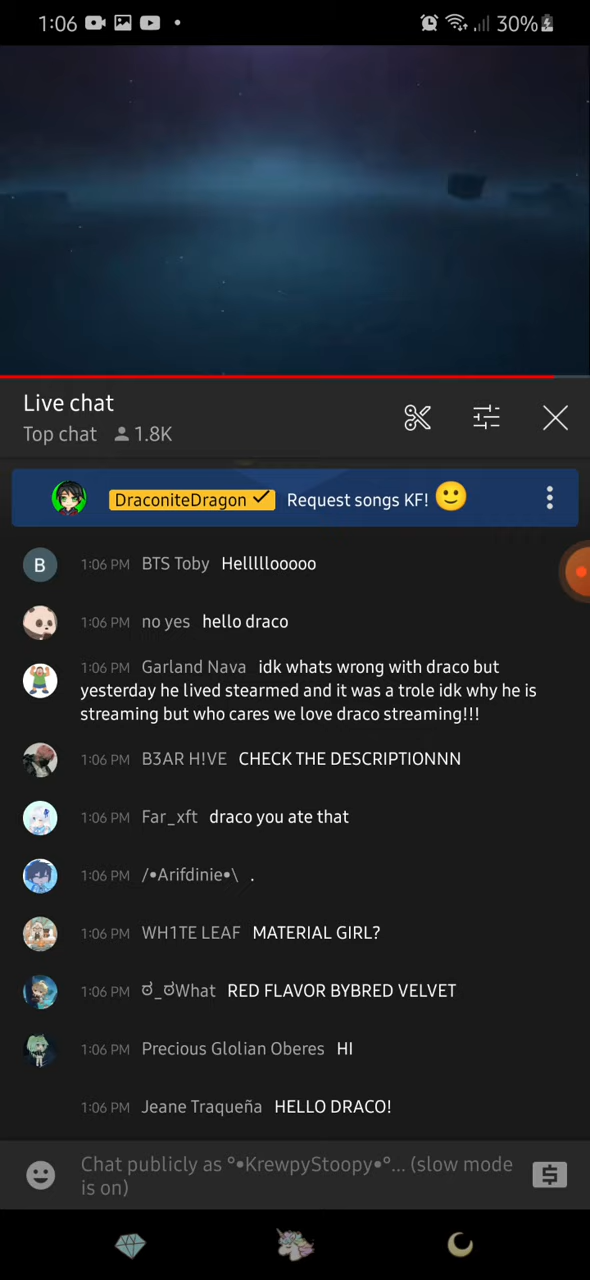 1:06 30%
Live chat
Top chat 1.8K
DraconiteDragon Request songs KF! 🙂
B 1:06 PM BTS Toby Helllllooooo
1:06 PM no yes hello draco
1:06 PM Garland Nava idk whats wrong with draco but
yesterday he lived stearmed and it was a trole idk why he is
streaming but who cares we love draco streaming!!!
1:06 PM B3AR H!VE CHECK THE DESCRIPTIONNN
1:06 PM Far_xft draco you ate that
1:06 PM /•Arifdinie•\ .
1:06 PM WH1TE LEAF MATERIAL GIRL?
1:06 PM ಠ_ಠWhat RED FLAVOR BYBRED VELVET
1:06 PM Precious Glolian Oberes HI
1:06 PM Jeane Traqueña HELLO DRACO!
Chat publicly as °•KrewpyStoopy•°... (slow mode
is on)